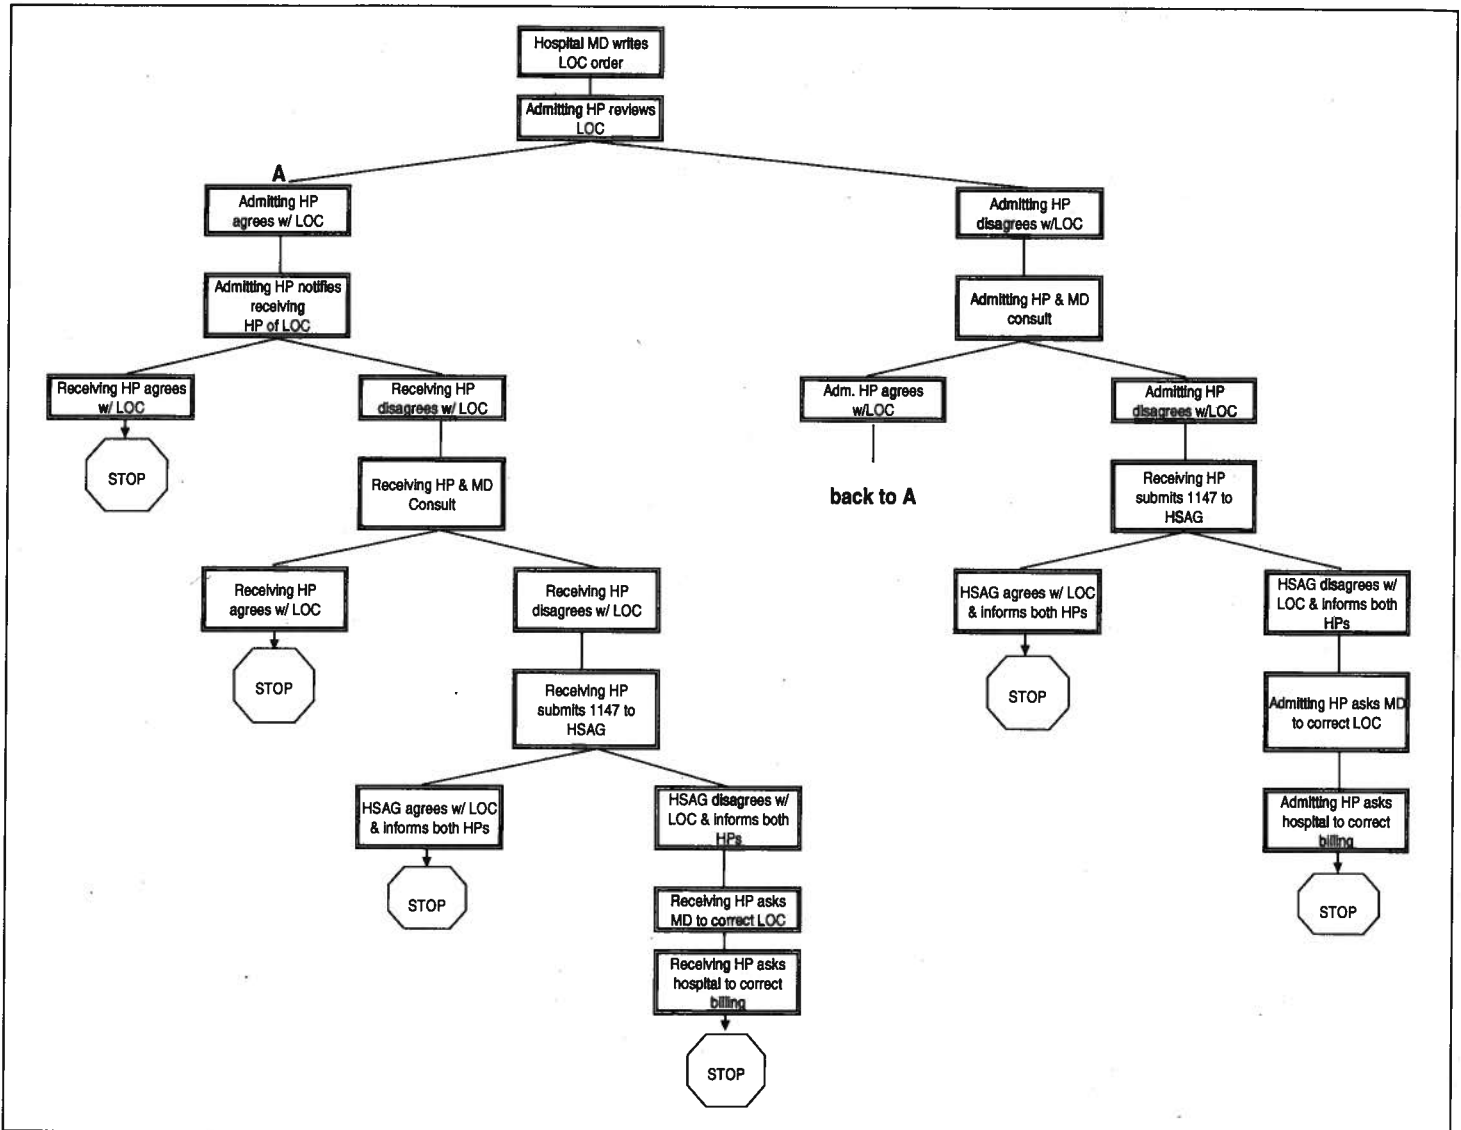 Hospital MD writes
LOC order
Admitting HP reviews
LOC
A
Admitting HP
agrees w/ LOC
Admitting HP
disagrees w/LOC
Admitting HP notifies
receiving
HP of LOC
Admitting HP & MD
consult
Receiving HP agrees
w/ LOC
Receiving HP
disagrees w/ LOC
Adm. HP agrees
w/LOC
Admitting HP
disagrees w/LOC
STOP
Receiving HP & MD
Consult
back to A
Receiving HP
submits 1147 to
HSAG
Receiving HP
agrees w/ LOC
Receiving HP
disagrees w/ LOC
HSAG agrees w/ LOC
& informs both HPs
HSAG disagrees w/
LOC & informs both
HPs
STOP
Receiving HP
submits 1147 to
HSAG
STOP
Admitting HP asks MD
to correct LOC
HSAG agrees w/ LOC
& informs both HPs
HSAG disagrees w/
LOC & informs both
HPs
Admitting HP asks
hospital to correct
billing
STOP
Receiving HP asks
MD to correct LOC
STOP
Receiving HP asks
hospital to correct
billing
STOP